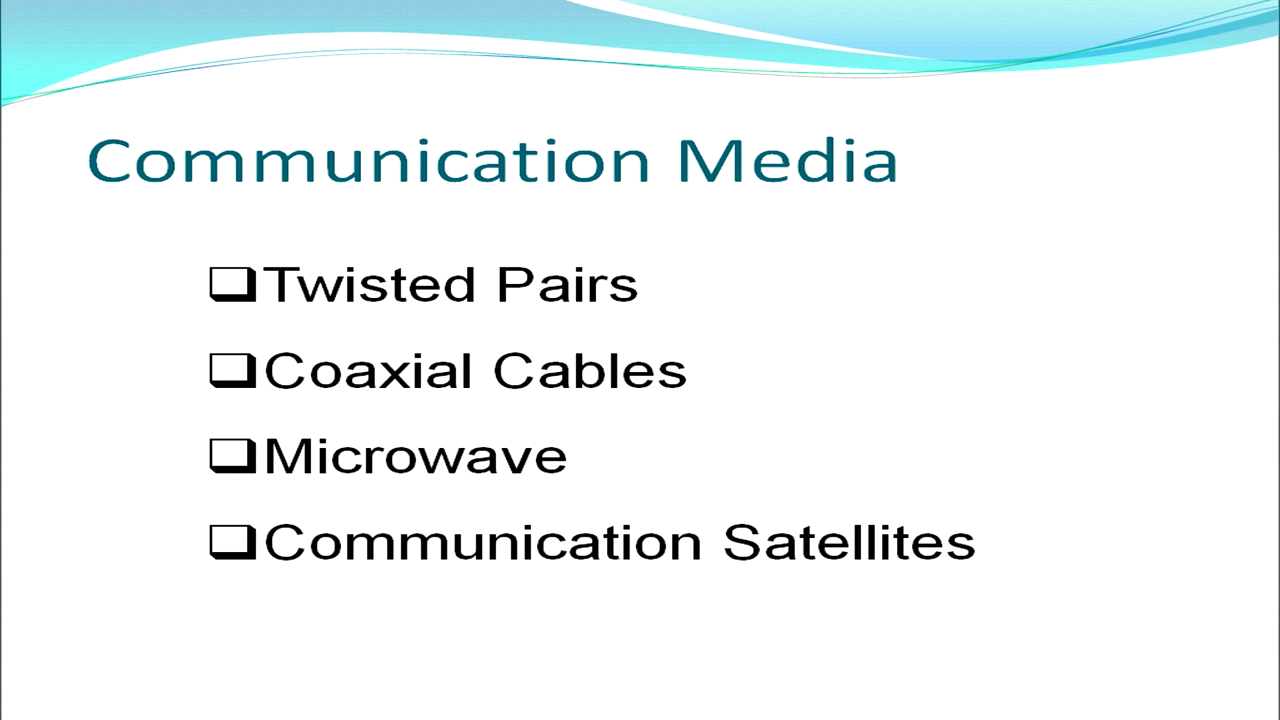 Communication Media
❑Twisted Pairs
❑Coaxial Cables
❑Microwave
❑Communication Satellites